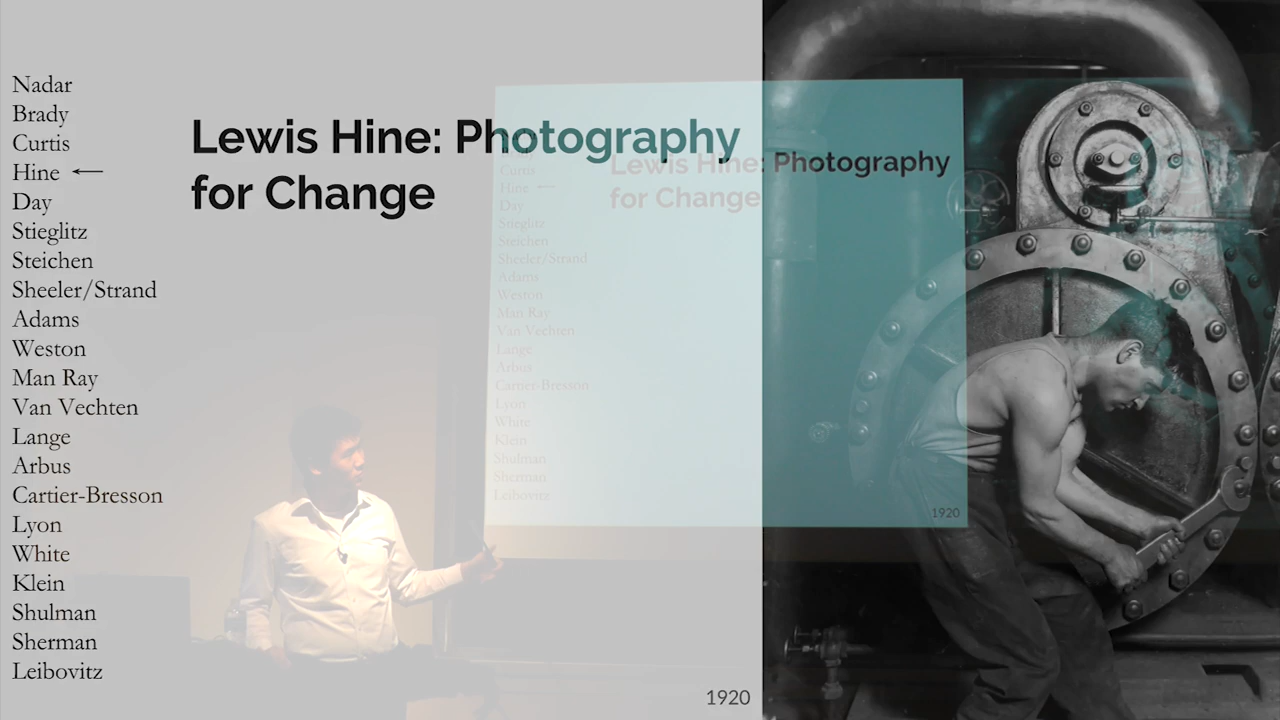 Nadar
Brady
Curtis
Hine ←
Day
Stieglitz
Steichen
Sheeler/Strand
Adams
Weston
Man Ray
Van Vechten
Lange
Arbus
Cartier-Bresson
Lyon
White
Klein
Shulman
Sherman
Leibovitz
Lewis Hine: Photography
for Change
1920
Lewis Hine: Photography
for Change
Curtis
Hine ←
Day
Stieglitz
Steichen
Sheeler/Strand
Adams
Weston
Man Ray
Van Vechten
Lange
Arbus
Cartier-Bresson
Lyon
White
Klein
Shulman
Sherman
Leibovitz
1920